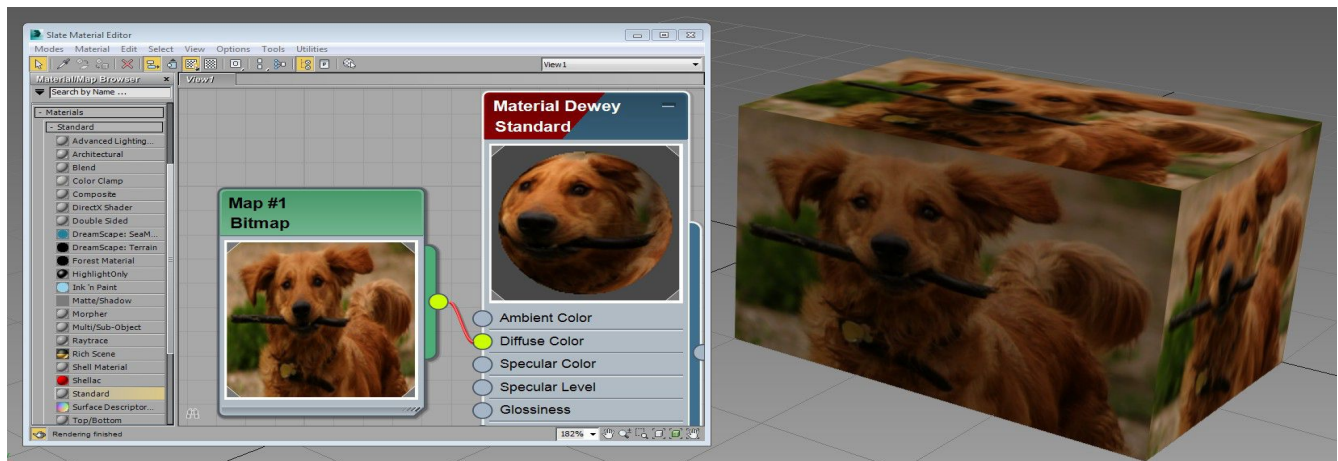 Slate Material Editor
Modes Material Edit Select View Options Tools Utilities
View1
Material/Map Browser
View1
Search by Name ...
- Materials
- Standard
Advanced Lighting...
Architectural
Blend
Color Clamp
Composite
DirectX Shader
Double Sided
DreamScape: SeaM...
DreamScape: Terrain
Forest Material
HighlightOnly
Ink 'n Paint
Matte/Shadow
Morpher
Multi/Sub-Object
Raytrace
Rich Scene
Shell Material
Shellac
Standard
Surface Descriptor...
Top/Bottom
Map #1
Bitmap
Material Dewey
Standard
Ambient Color
Diffuse Color
Specular Color
Specular Level
Glossiness
Rendering finished
182%